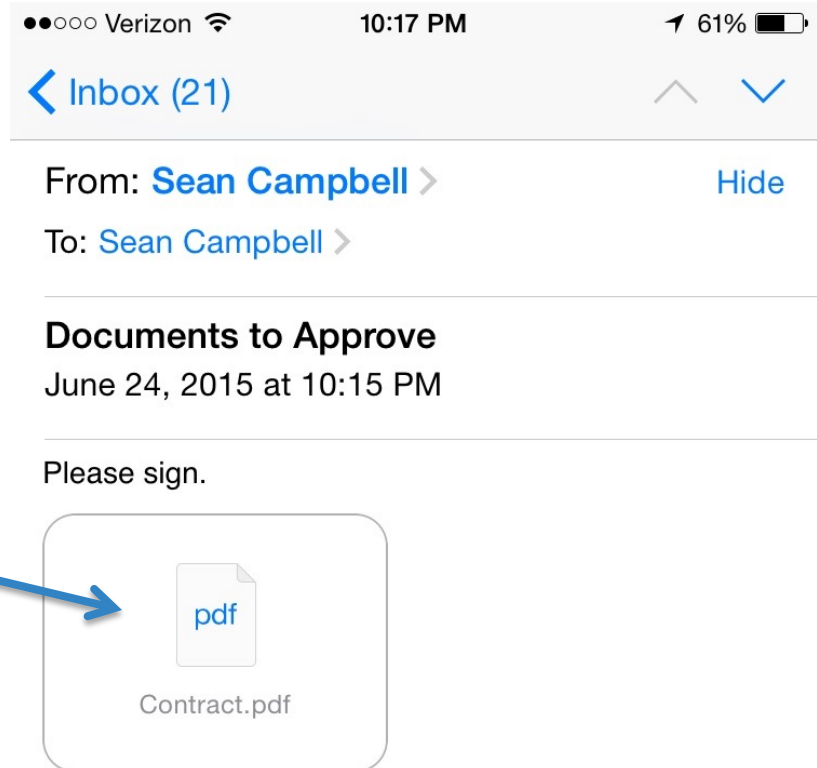 Verizon 10:17 PM 61%
Inbox (21)
From: Sean Campbell Hide
To: Sean Campbell
Documents to Approve
June 24, 2015 at 10:15 PM
Please sign.
pdf
Contract.pdf